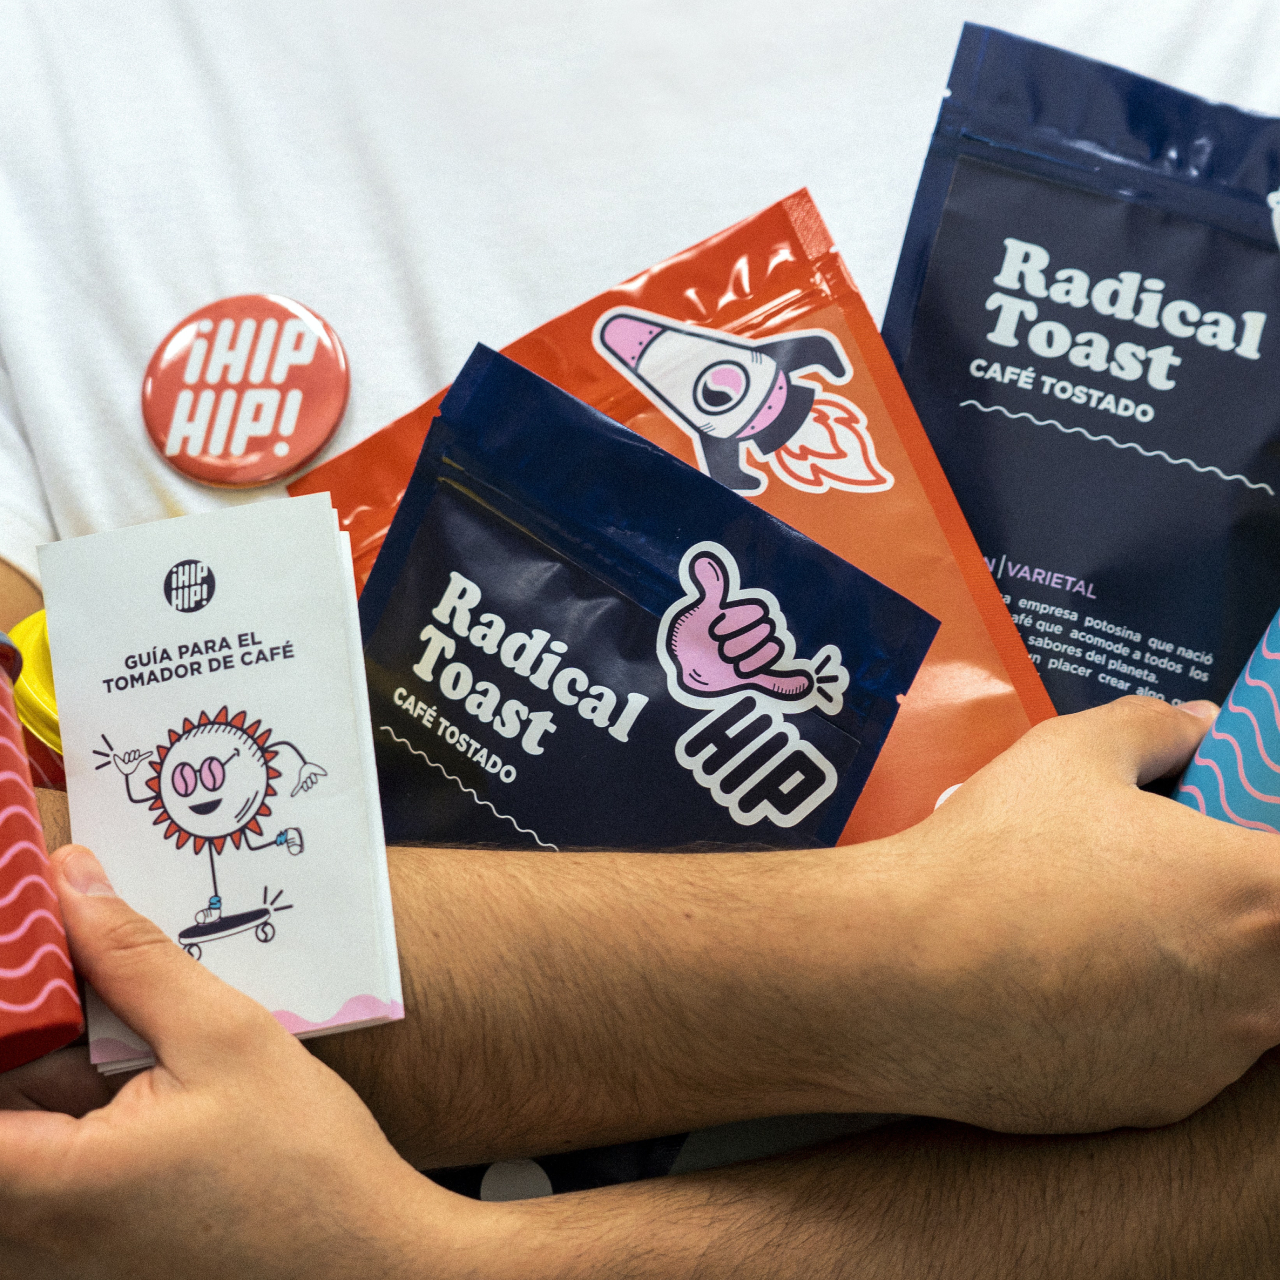 ¡HIP
HIP!
¡HIP
HIP!
GUÍA PARA EL
TOMADOR DE CAFÉ
Radical
Toast
CAFÉ TOSTADO
HIP
Radical
Toast
CAFÉ TOSTADO
VARIETAL
empresa potosina que nació
café que acomode a todos los
sabores del planeta.
placer crear algo